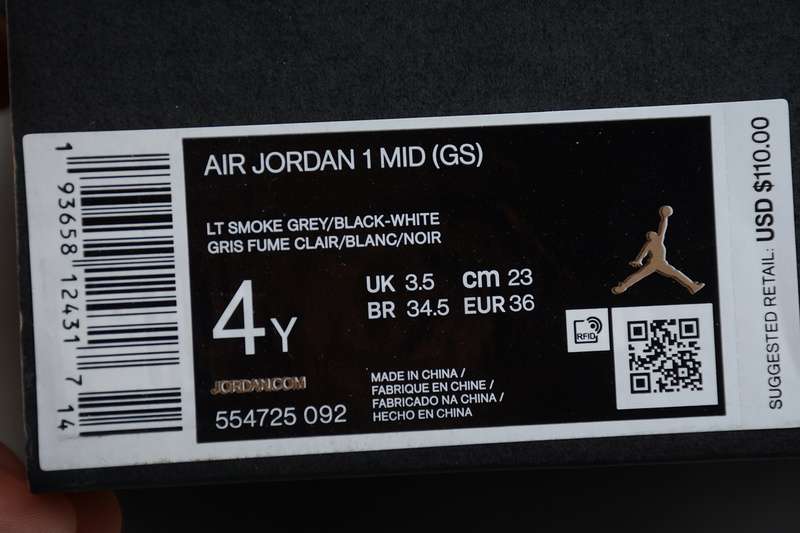 1 93658 12431 7 14
AIR JORDAN 1 MID (GS)
LT SMOKE GREY/BLACK-WHITE
GRIS FUME CLAIR/BLANC/NOIR
4Y
UK 3.5 cm 23
BR 34.5 EUR 36
RFID
JORDAN.COM
554725 092
MADE IN CHINA /
FABRIQUE EN CHINE /
FABRICADO NA CHINA /
HECHO EN CHINA
SUGGESTED RETAIL: USD $110.00